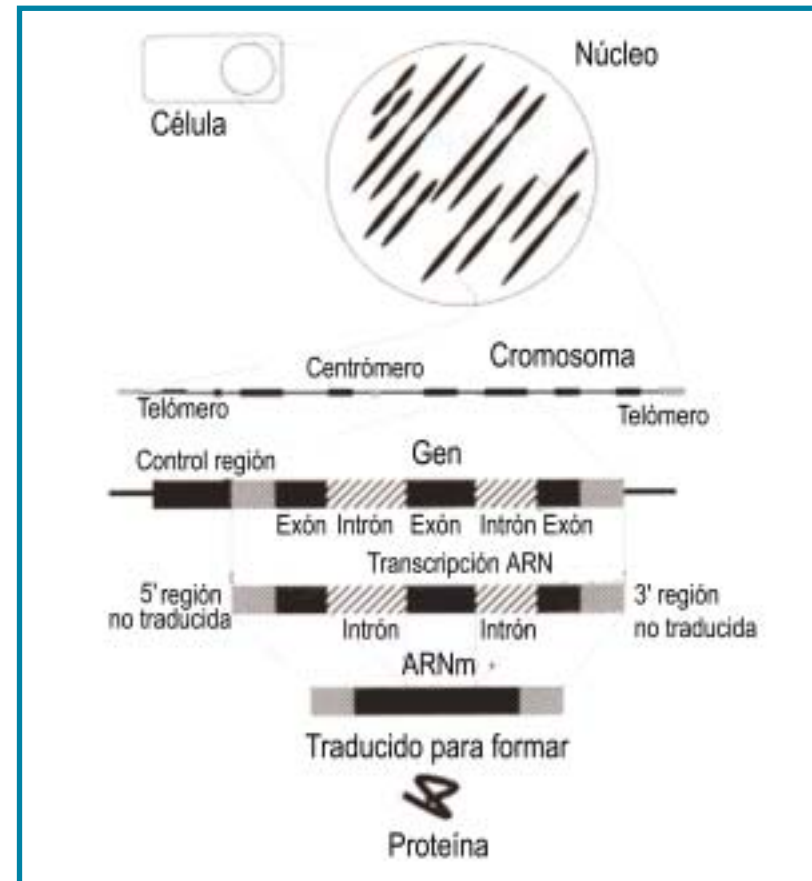 Núcleo
Célula
Centrómero
Cromosoma
Telómero
Telómero
Control región
Gen
Exón Intrón Exón Intrón Exón
Transcripción ARN
5' región
no traducida
3' región
no traducida
Intrón
Intrón
ARNm
Traducido para formar
Proteína